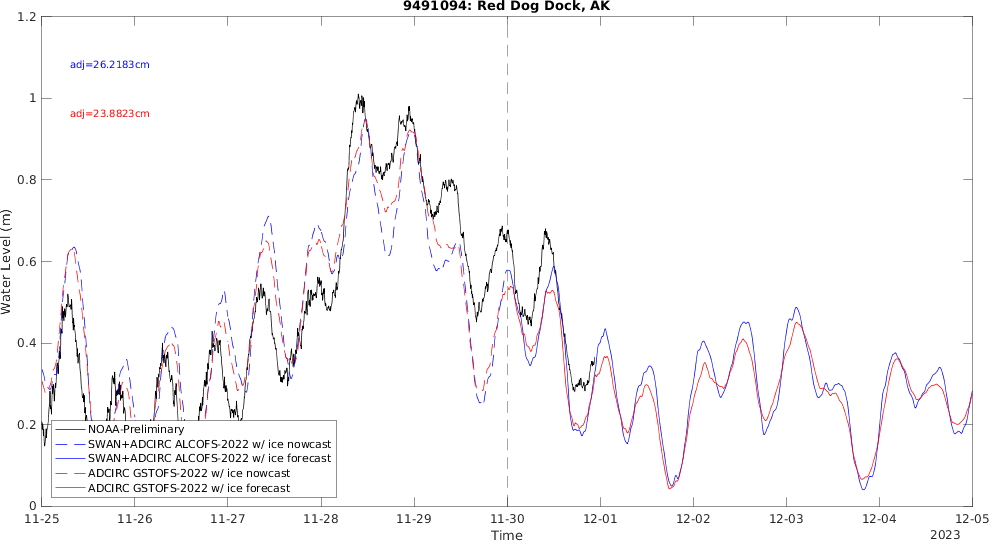 9491094: Red Dog Dock, AK
1.2
1
0.8
0.6
0.4
0.2
0
Water Level (m)
adj=26.2183cm
adj=23.8823cm
NOAA-Preliminary
SWAN+ADCIRC ALCOFS-2022 w/ ice nowcast
SWAN+ADCIRC ALCOFS-2022 w/ ice forecast
ADCIRC GSTOFS-2022 w/ ice nowcast
ADCIRC GSTOFS-2022 w/ ice forecast
11-25 11-26 11-27 11-28 11-29 11-30 12-01 12-02 12-03 12-04 12-05
Time
2023